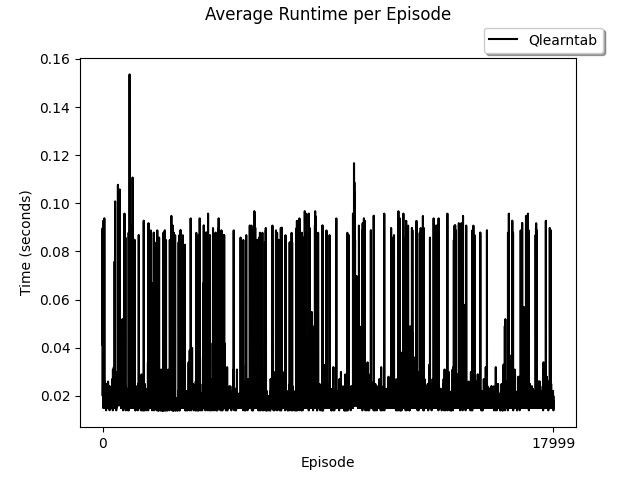 Average Runtime per Episode
Qlearntab
0.16
0.14
0.12
0.10
0.08
0.06
0.04
0.02
Time (seconds)
0
17999
Episode